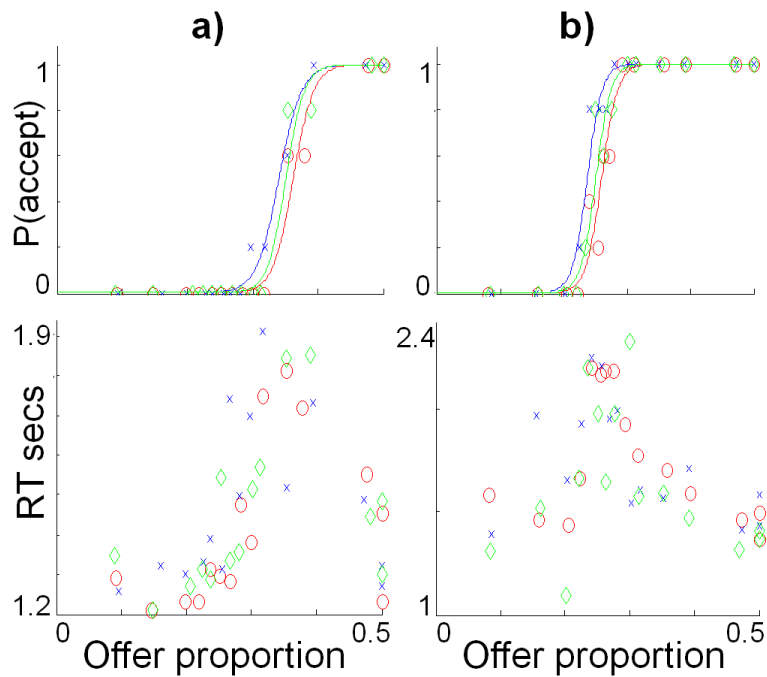 a)
b)
P(accept)
1
0
1
0
RT secs
1.9
1.2
2.4
1
0
0.5
0
0.5
Offer proportion
Offer proportion